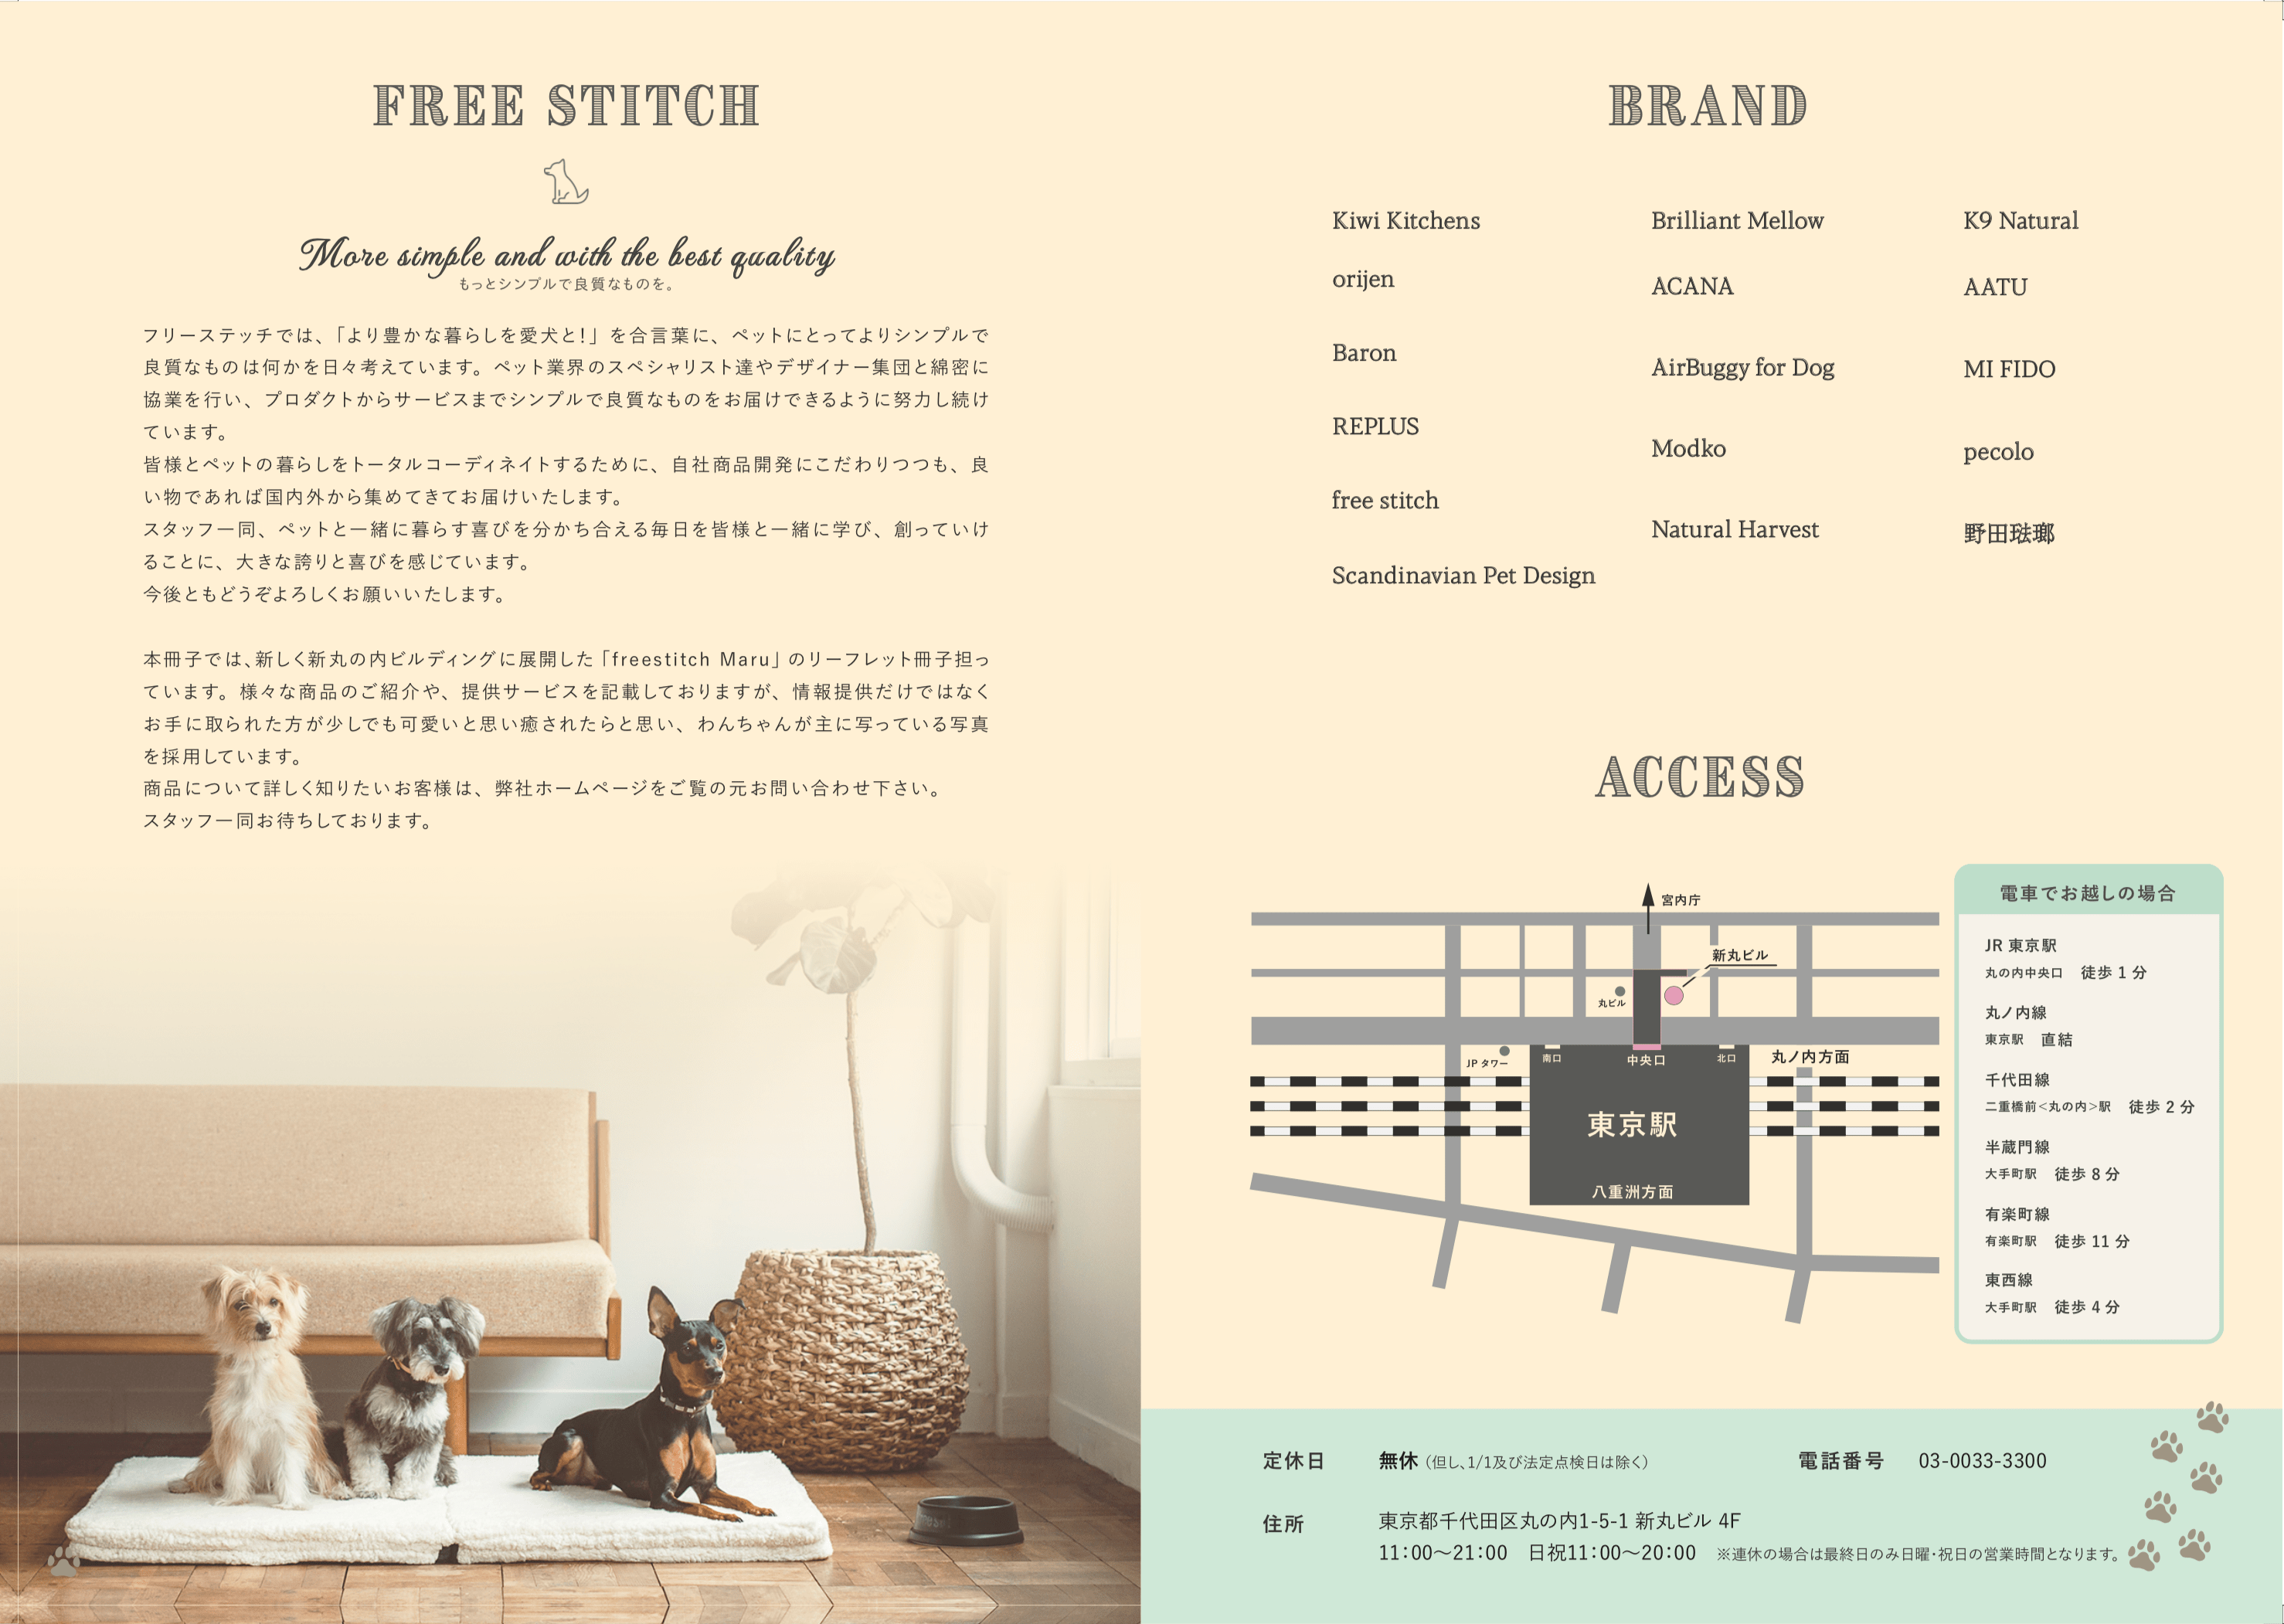 FREE STITCH
More simple and with the best quality
もっとシンプルで良質なものを。
フリーステッチでは、「より豊かな暮らしを愛犬と!」を合言葉に、ペットにとってよりシンプルで
良質なものは何かを日々考えています。ペット業界のスペシャリスト達やデザイナー集団と綿密に
協業を行い、プロダクトからサービスまでシンプルで良質なものをお届けできるように努力し続け
ています。
皆様とペットの暮らしをトータルコーディネイトするために、自社商品開発にこだわりつつも、良
い物であれば国内外から集めてきてお届けいたします。
スタッフ一同、ペットと一緒に暮らす喜びを分かち合える毎日を皆様と一緒に学び、創っていけ
ることに、大きな誇りと喜びを感じています。
今後ともどうぞよろしくお願いいたします。
本冊子では、新しく新丸の内ビルディングに展開した「freestitch Maru」のリーフレット冊子担っ
ています。様々な商品のご紹介や、提供サービスを記載しておりますが、情報提供だけではなく
お手に取られた方が少しでも可愛いと思い癒されたらと思い、わんちゃんが主に写っている写真
を採用しています。
商品について詳しく知りたいお客様は、弊社ホームページをご覧の元お問い合わせ下さい。
スタッフ一同お待ちしております。
BRAND
Kiwi Kitchens
orijen
Baron
REPLUS
free stitch
Scandinavian Pet Design
Brilliant Mellow
ACANA
AirBuggy for Dog
Modko
Natural Harvest
K9 Natural
AATU
MI FIDO
pecolo
野田琺瑯
ACCESS
宮内庁
新丸ビル
丸ビル
JP タワー
南口
中央口
北口
丸ノ内方面
東京駅
八重洲方面
電車でお越しの場合
JR 東京駅
丸の内中央口 徒歩 1 分
丸ノ内線
東京駅 直結
千代田線
二重橋前<丸の内>駅 徒歩 2 分
半蔵門線
大手町駅 徒歩 8 分
有楽町線
有楽町駅 徒歩 11 分
東西線
大手町駅 徒歩 4 分
定休日 無休 (但し、1/1及び法定点検日は除く)
電話番号 03-0033-3300
住所 東京都千代田区丸の内1-5-1 新丸ビル 4F
11:00〜21:00 日祝11:00〜20:00 ※連休の場合は最終日のみ日曜・祝日の営業時間となります。